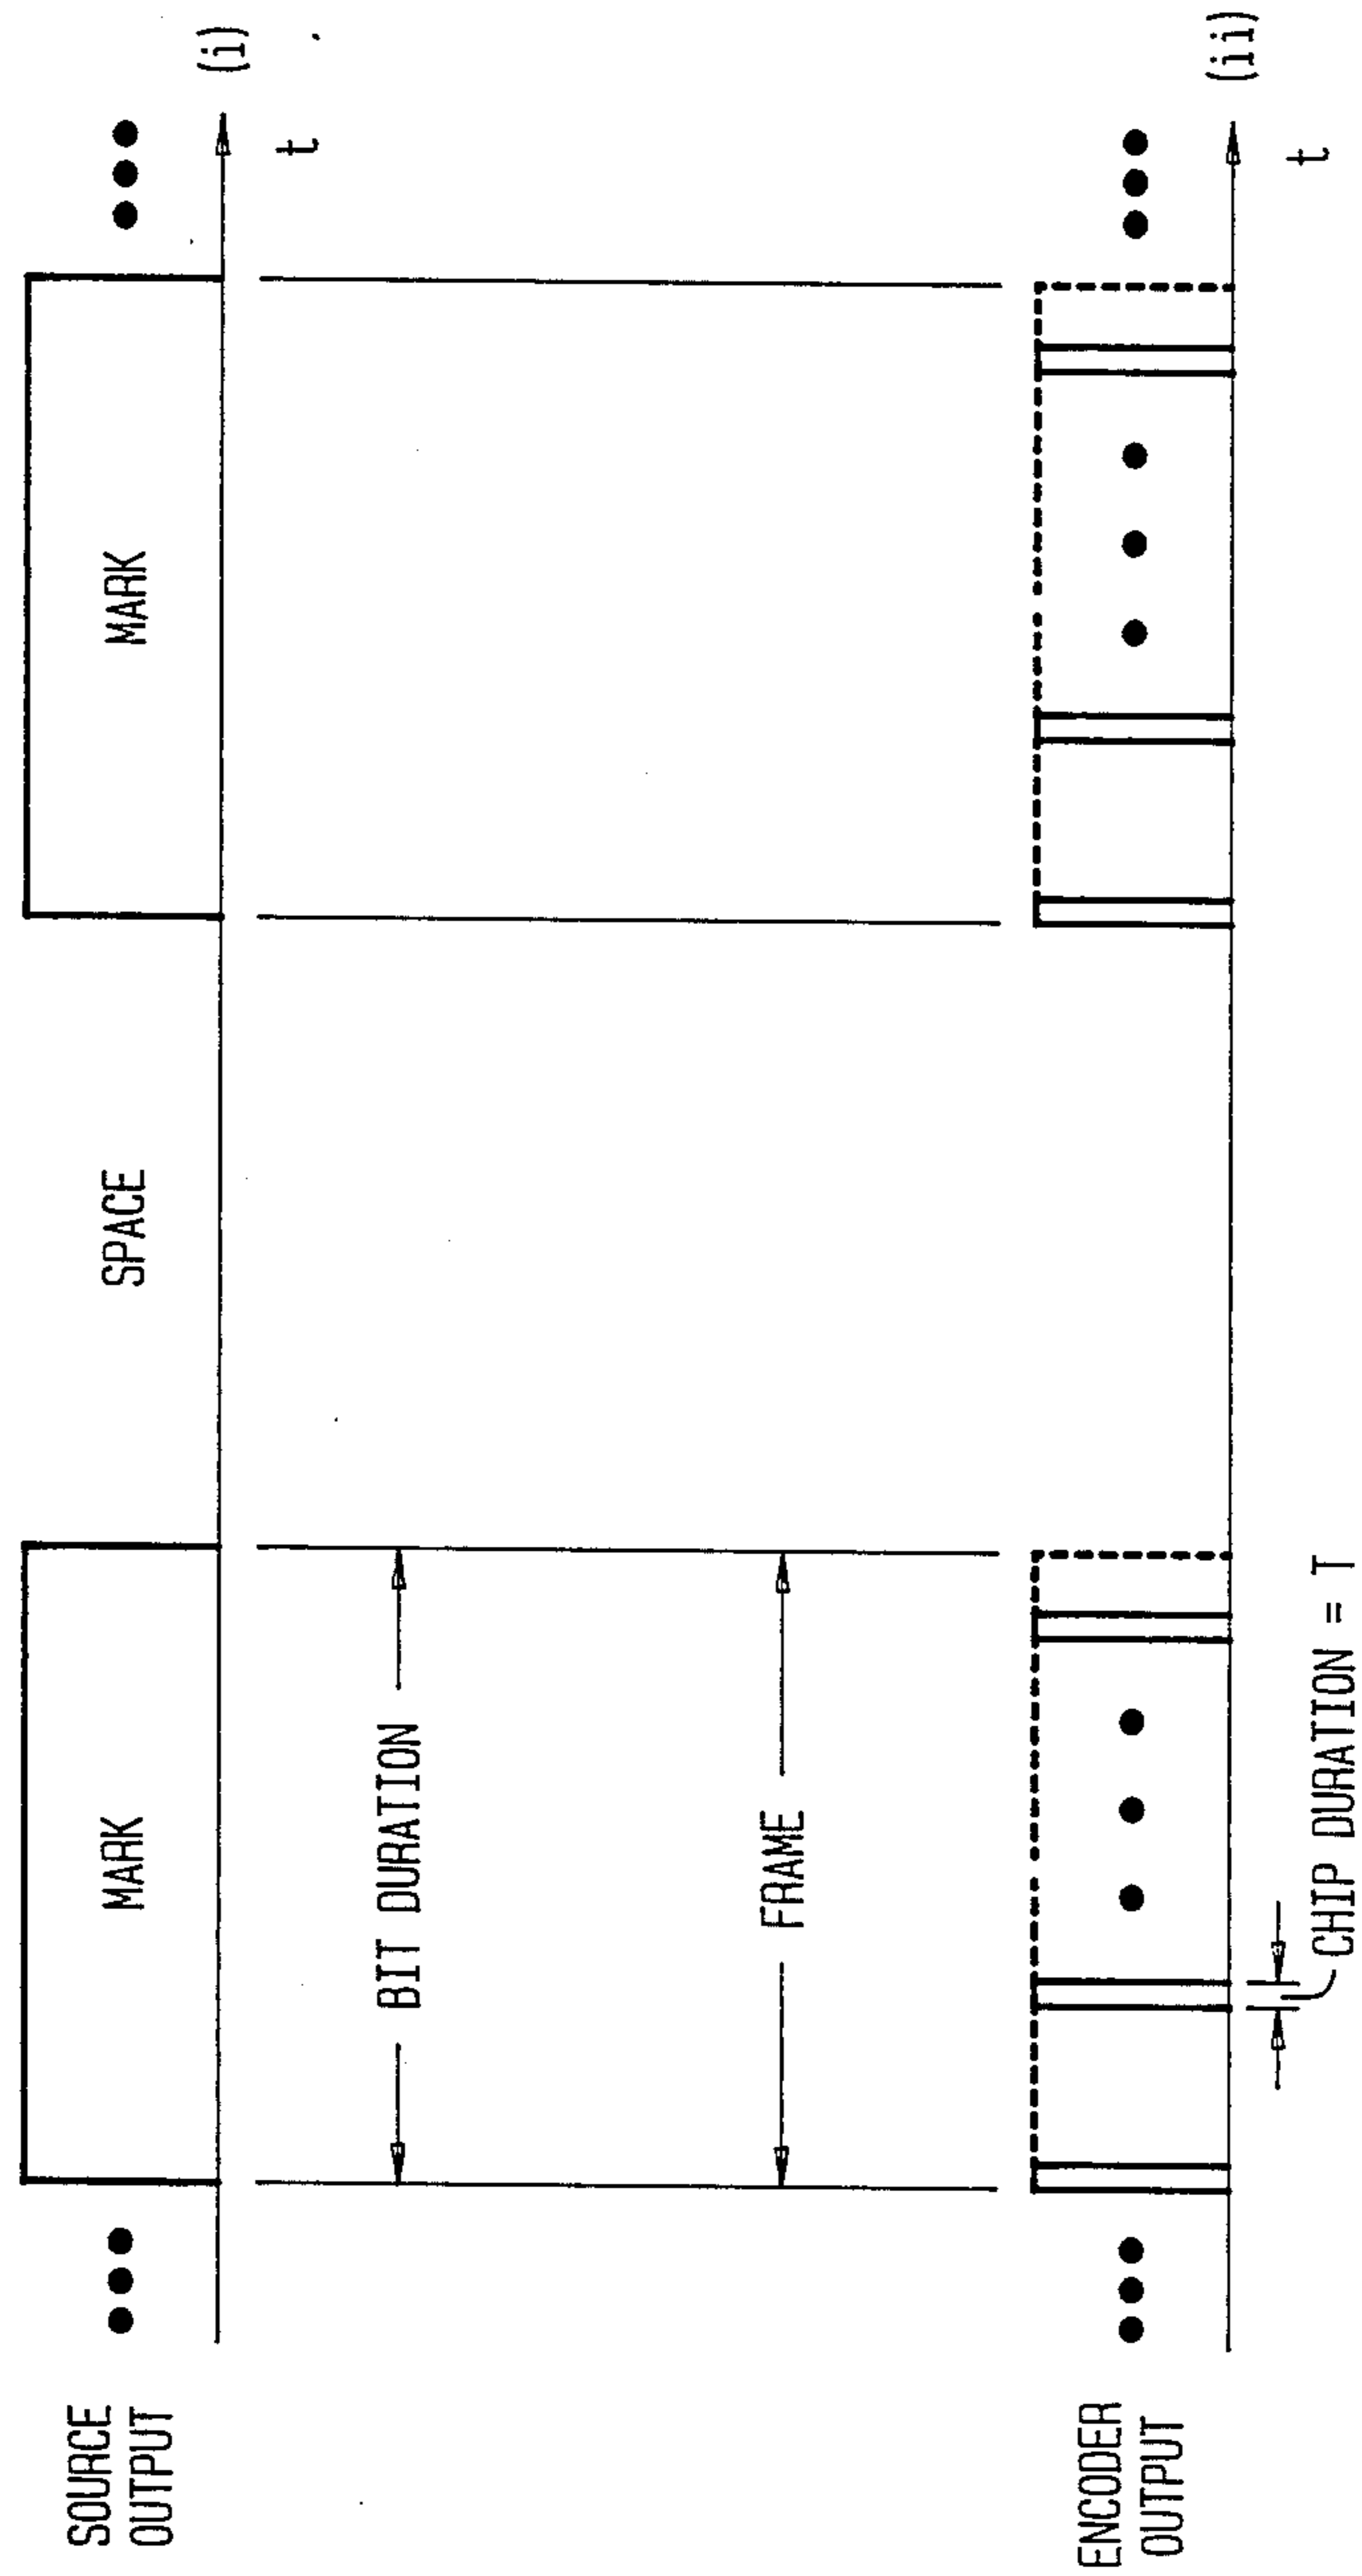 SOURCE
OUTPUT
MARK
SPACE
MARK
t
(i)
BIT DURATION
FRAME
ENCODER
OUTPUT
t
(ii)
CHIP DURATION = T